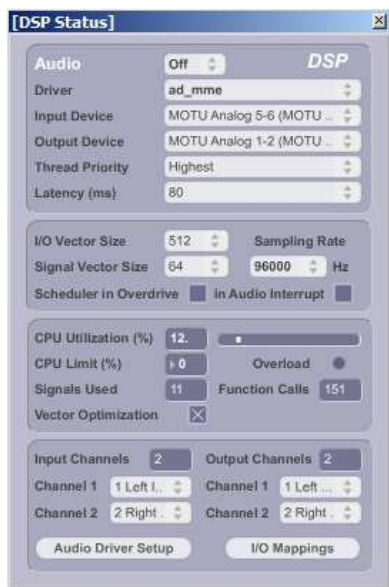 [DSP Status]
Audio Off DSP
Driver ad_mme
Input Device MOTU Analog 5-6 (MOTU ...
Output Device MOTU Analog 1-2 (MOTU ...
Thread Priority Highest
Latency (ms) 80
I/O Vector Size 512 Sampling Rate
Signal Vector Size 64 96000 Hz
Scheduler in Overdrive in Audio Interrupt
CPU Utilization (%) 12.
CPU Limit (%) 0 Overload
Signals Used 11 Function Calls 151
Vector Optimization
Input Channels 2 Output Channels 2
Channel 1 1 Left I.. Channel 1 1 Left ...
Channel 2 2 Right . Channel 2 2 Right .
Audio Driver Setup I/O Mappings